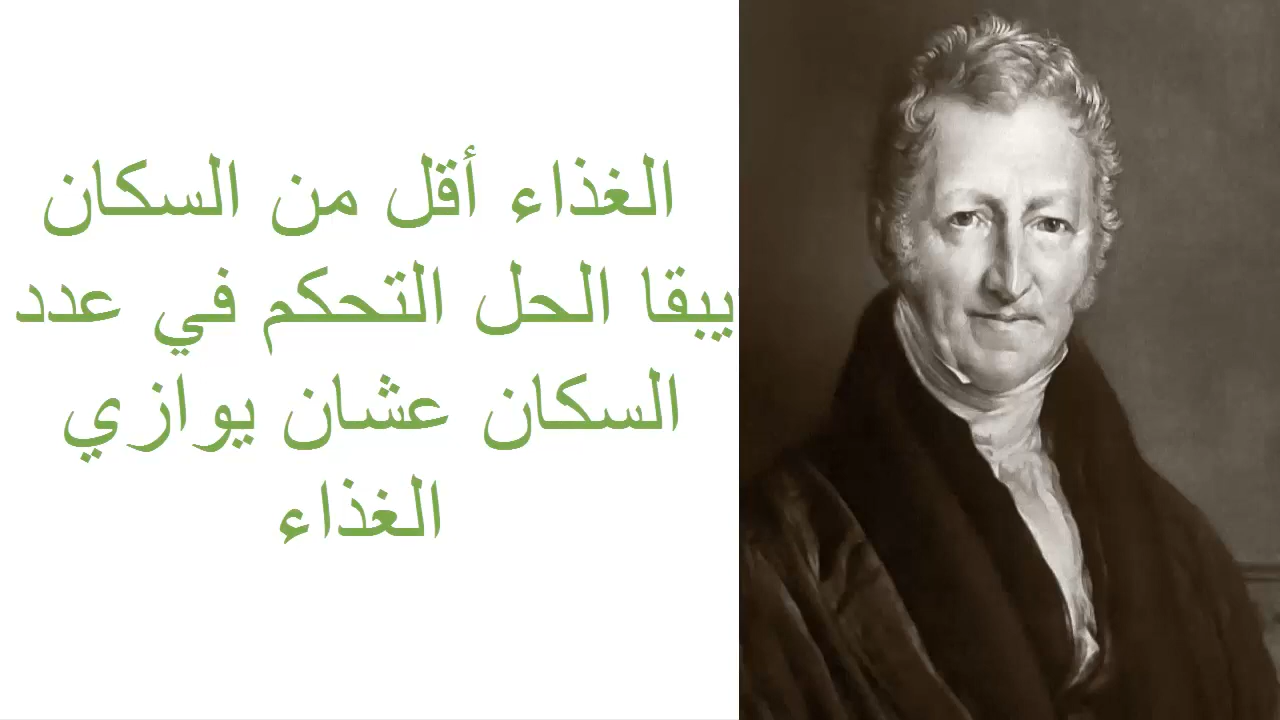 الغذاء أقل من السكان
يبقا الحل التحكم في عدد
السكان عشان يوازي
الغذاء